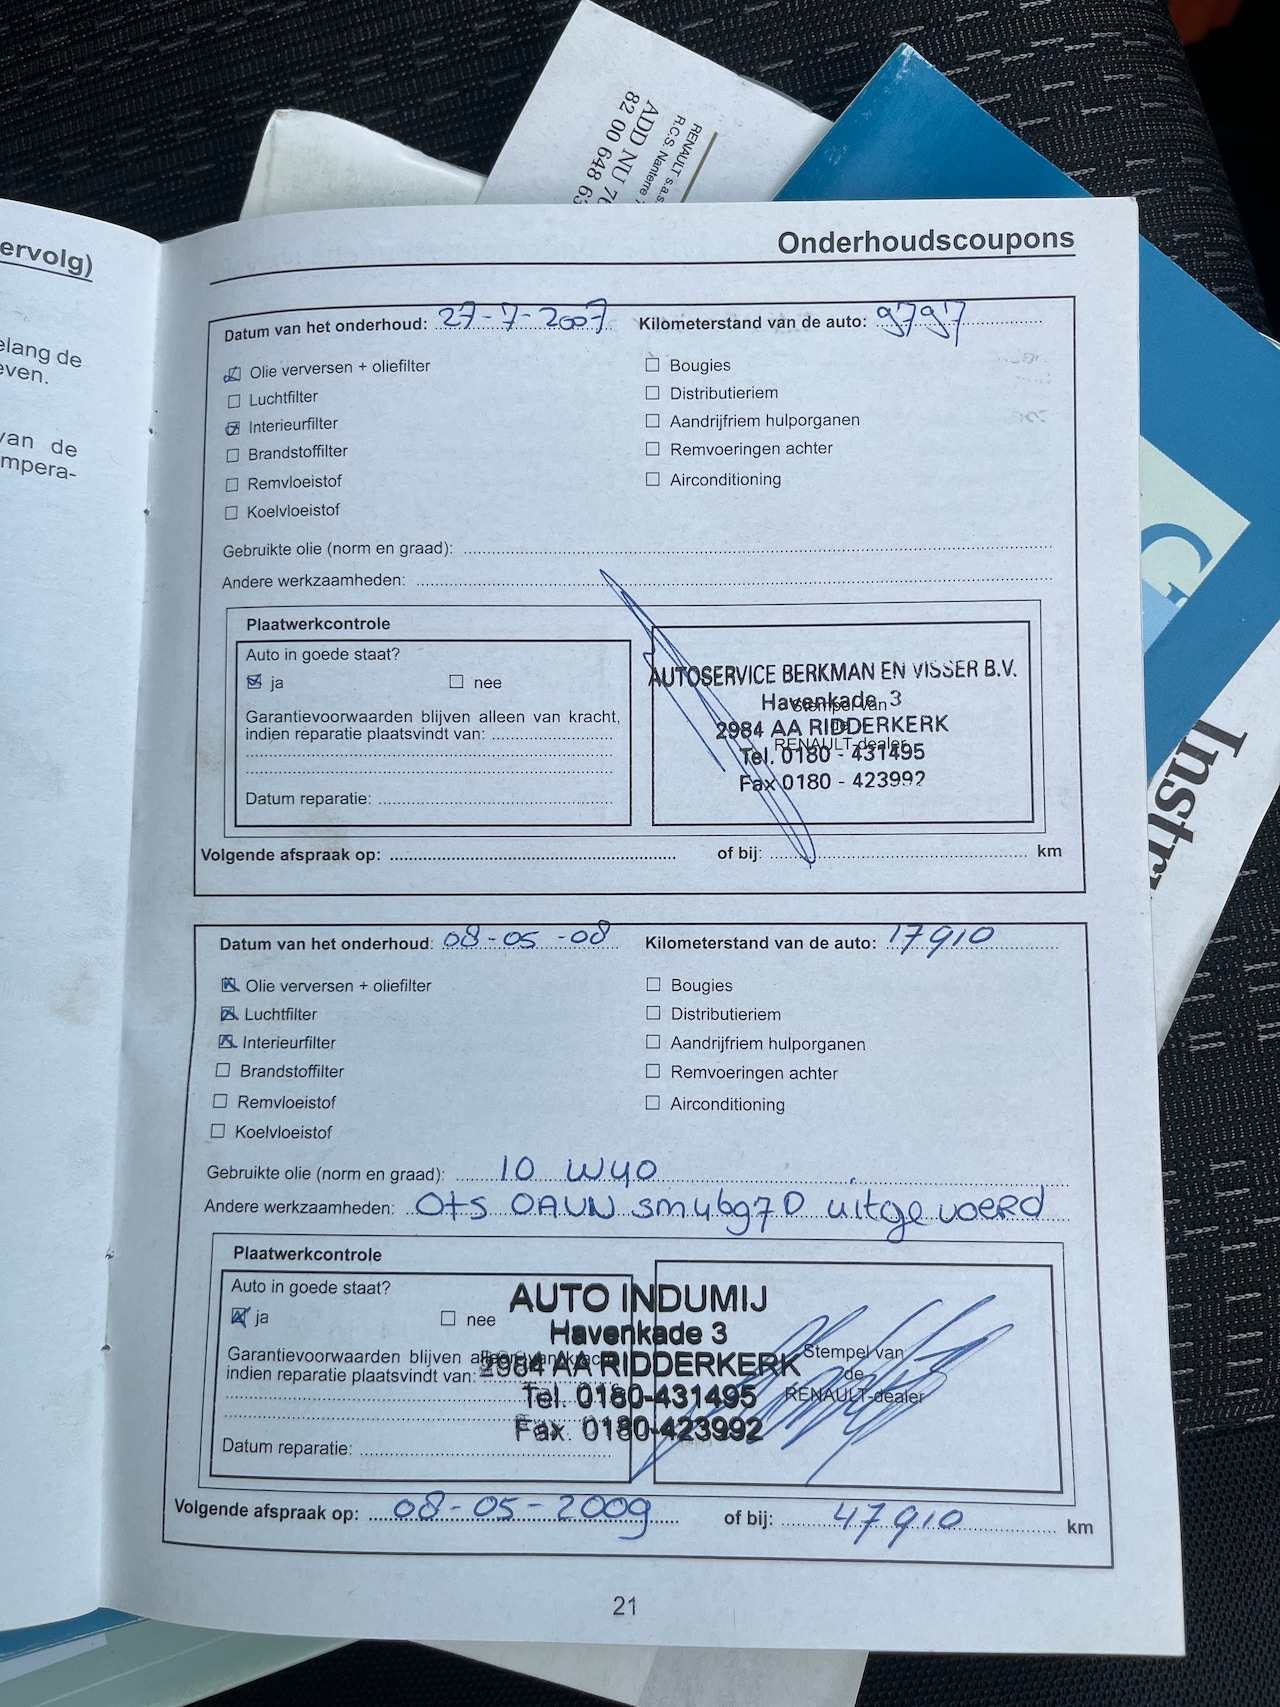 ervolg)
elang de
even.
van de
mpera-
RENAULT s.a.s
R.C.S. Nanterre 7
ADD NU 70
82 00 648 63
G
Instr
Onderhoudscoupons
Datum van het onderhoud: 27-7-2007 Kilometerstand van de auto: 9797
Olie verversen + oliefilter
Luchtfilter
Interieurfilter
Brandstoffilter
Remvloeistof
Koelvloeistof
Bougies
Distributieriem
Aandrijfriem hulporganen
Remvoeringen achter
Airconditioning
Gebruikte olie (norm en graad):
Andere werkzaamheden:
Plaatwerkcontrole
Auto in goede staat?
ja nee
Garantievoorwaarden blijven alleen van kracht,
indien reparatie plaatsvindt van:
Datum reparatie:
Stempel van
de
RENAULT-dealer
AUTOSERVICE BERKMAN EN VISSER B.V.
Havenkade 3
2984 AA RIDDERKERK
Tel. 0180 - 431495
Fax 0180 - 423992
Volgende afspraak op: of bij: km
Datum van het onderhoud: 08-05-08 Kilometerstand van de auto: 17910
Olie verversen + oliefilter
Luchtfilter
Interieurfilter
Brandstoffilter
Remvloeistof
Koelvloeistof
Bougies
Distributieriem
Aandrijfriem hulporganen
Remvoeringen achter
Airconditioning
Gebruikte olie (norm en graad): 10 W40
Andere werkzaamheden: Ots uitgevoerd
Plaatwerkcontrole
Auto in goede staat?
ja nee
Garantievoorwaarden blijven alleen van kracht,
indien reparatie plaatsvindt van:
Datum reparatie:
AUTO INDUMIJ
Havenkade 3
2984 AA RIDDERKERK
Tel. 0180-431495
Fax. 0180-423992
Stempel van
de
RENAULT-dealer
Volgende afspraak op: 08-05-2009 of bij: 47910 km
21